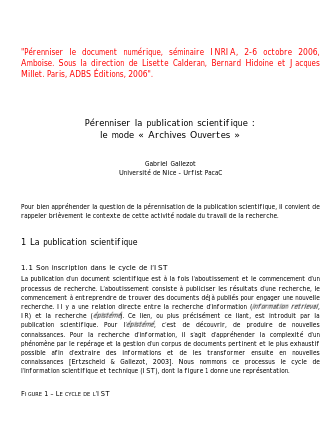 "Pérenniser le document numérique, séminaire INRIA, 2-6 octobre 2006,
Amboise. Sous la direction de Lisette Calderan, Bernard Hidoine et Jacques
Millet. Paris, ADBS Éditions, 2006".
Pérenniser la publication scientifique :
le mode « Archives Ouvertes »
Gabriel Gallezot
Université de Nice - Urfist PacaC
Pour bien appréhender la question de la pérennisation de la publication scientifique, il convient de
rappeler brièvement le contexte de cette activité nodale du travail de la recherche.
1 La publication scientifique
1.1 Son inscription dans le cycle de l'IST
La publication d'un document scientifique est à la fois l'aboutissement et le commencement d'un
processus de recherche. L'aboutissement consiste à publiciser les résultats d'une recherche, le
commencement à entreprendre de trouver des documents déjà publiés pour engager une nouvelle
recherche. Il y a une relation directe entre la recherche d'information (information retrieval,
IR) et la recherche (épistémè). Ce lien, ou plus précisément ce liant, est introduit par la
publication scientifique. Pour l'épistémè, c'est de découvrir, de produire de nouvelles
connaissances. Pour la recherche d'information, il s'agit d'appréhender la complexité d'un
phénomène par le repérage et la gestion d'un corpus de documents pertinent et le plus exhaustif
possible afin d'extraire des informations et de les transformer ensuite en nouvelles
connaissances [Ertzscheid & Gallezot, 2003]. Nous nommons ce processus le cycle de
l'information scientifique et technique (IST), dont la figure 1 donne une représentation.
FIGURE 1 – LE CYCLE DE L'IST